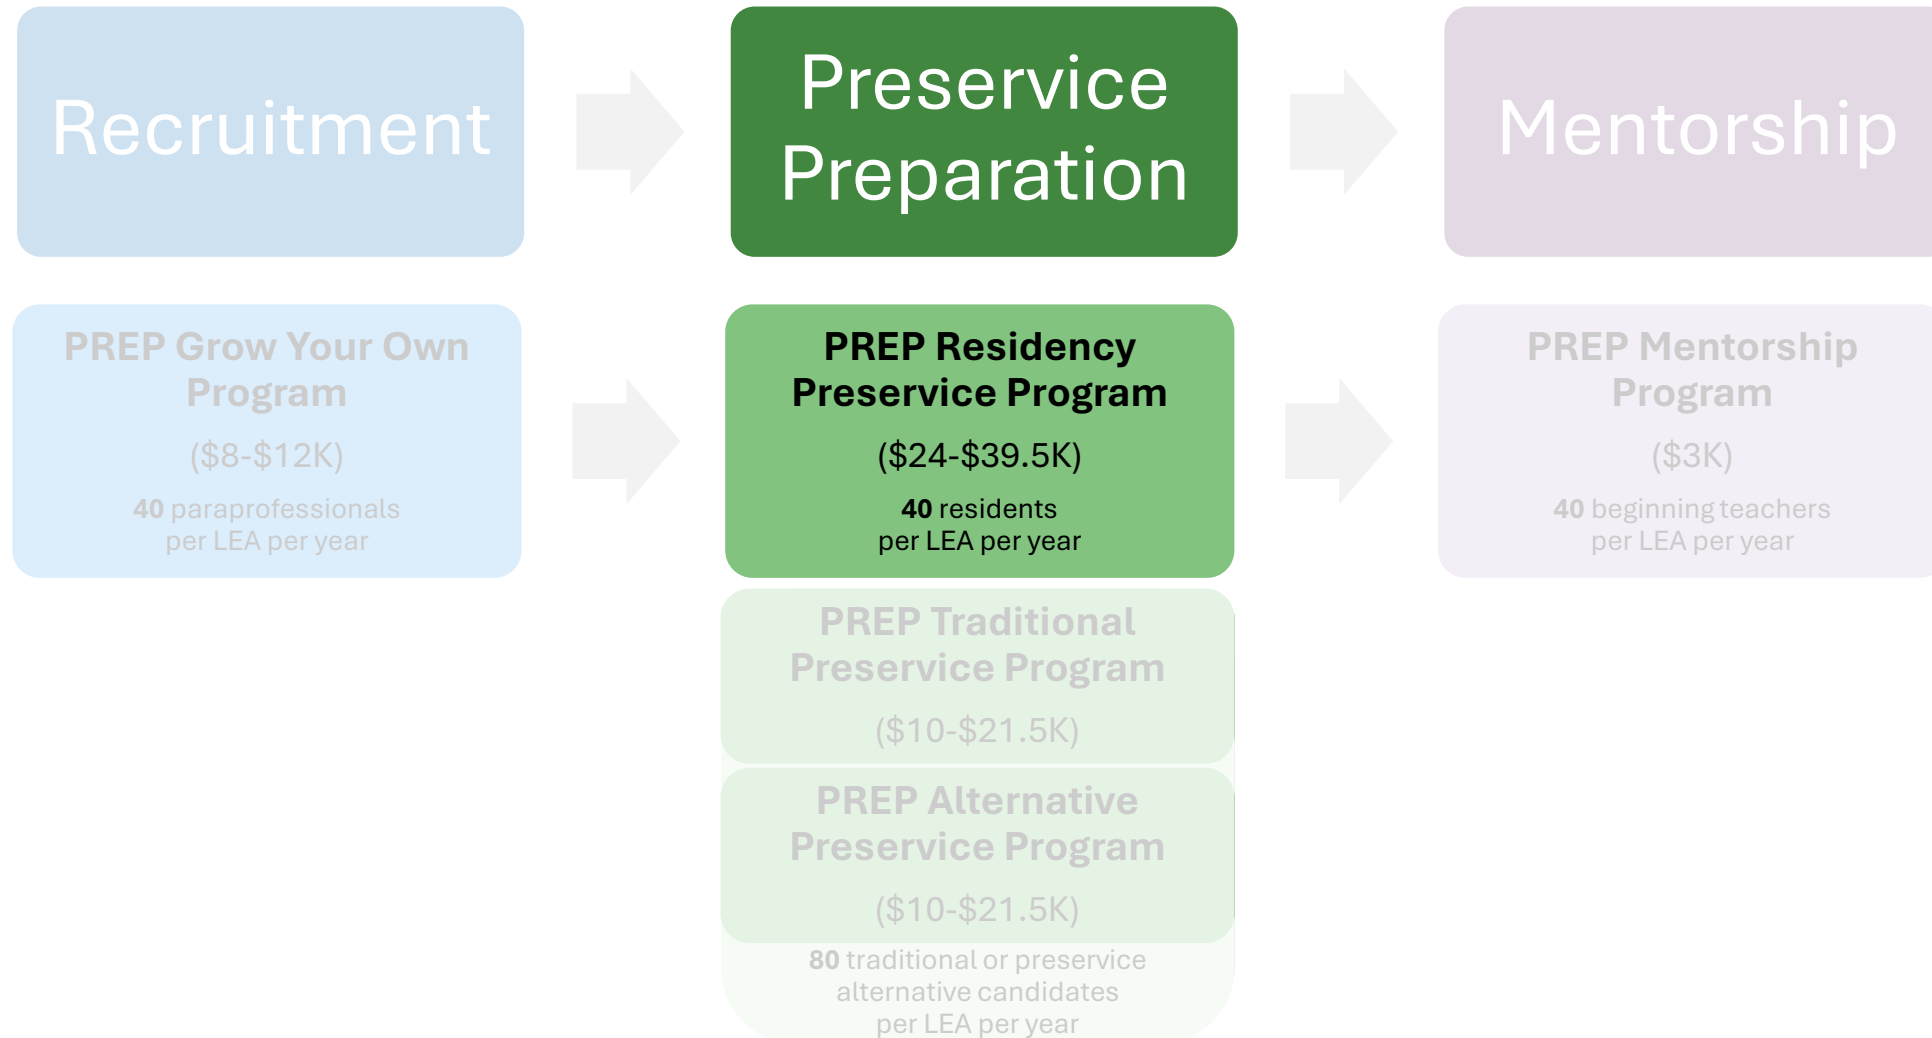 Recruitment
Preservice
Preparation
Mentorship
PREP Grow Your Own
Program
($8-$12K)
40 paraprofessionals
per LEA per year
PREP Residency
Preservice Program
($24-$39.5K)
40 residents
per LEA per year
PREP Mentorship
Program
($3K)
40 beginning teachers
per LEA per year
PREP Traditional
Preservice Program
($10-$21.5K)
PREP Alternative
Preservice Program
($10-$21.5K)
80 traditional or preservice
alternative candidates
per LEA per year